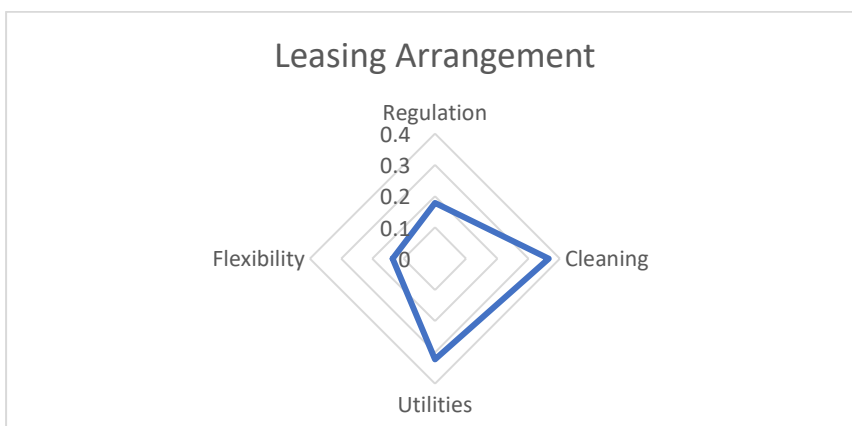 Leasing Arrangement
Regulation
0.4
0.3
0.2
0.1
0
Flexibility
Cleaning
Utilities